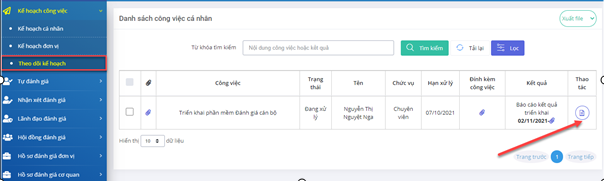 Kế hoạch công việc
Kế hoạch cá nhân
Kế hoạch đơn vị
Theo dõi kế hoạch
Tự đánh giá
Nhận xét đánh giá
Lãnh đạo đánh giá
Hội đồng đánh giá
Hồ sơ đánh giá đơn vị
Hồ sơ đánh giá cơ quan
Danh sách công việc cá nhân
Xuất file
Từ khóa tìm kiếm
Nội dung công việc hoặc kết quả
Tìm kiếm
Tải lại
Lọc
Công việc
Trạng
thái
Tên
Chức vụ
Hạn xử lý
Đính kèm
công việc
Kết quả
Thao
tác
Triển khai phần mềm Đánh giá cán bộ
Đang xử
lý
Nguyễn Thị
Nguyệt Nga
Chuyên
viên
07/10/2021
Báo cáo kết quả
triển khai
02/11/2021
Hiển thị 10 dữ liệu
Trang trước 1 Trang tiếp